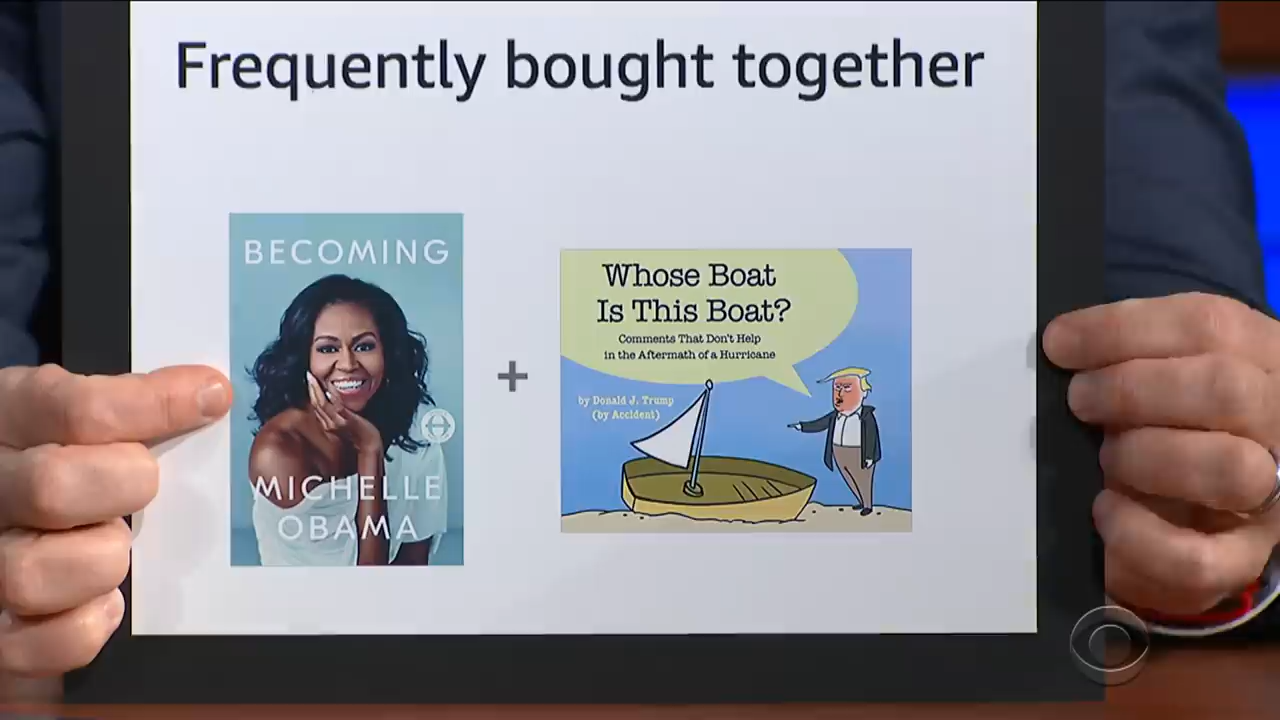 Frequently bought together
BECOMING
MICHELLE
OBAMA
+
Whose Boat
Is This Boat?
Comments That Don't Help
in the Aftermath of a Hurricane
by Donald J. Trump
(by Accident)